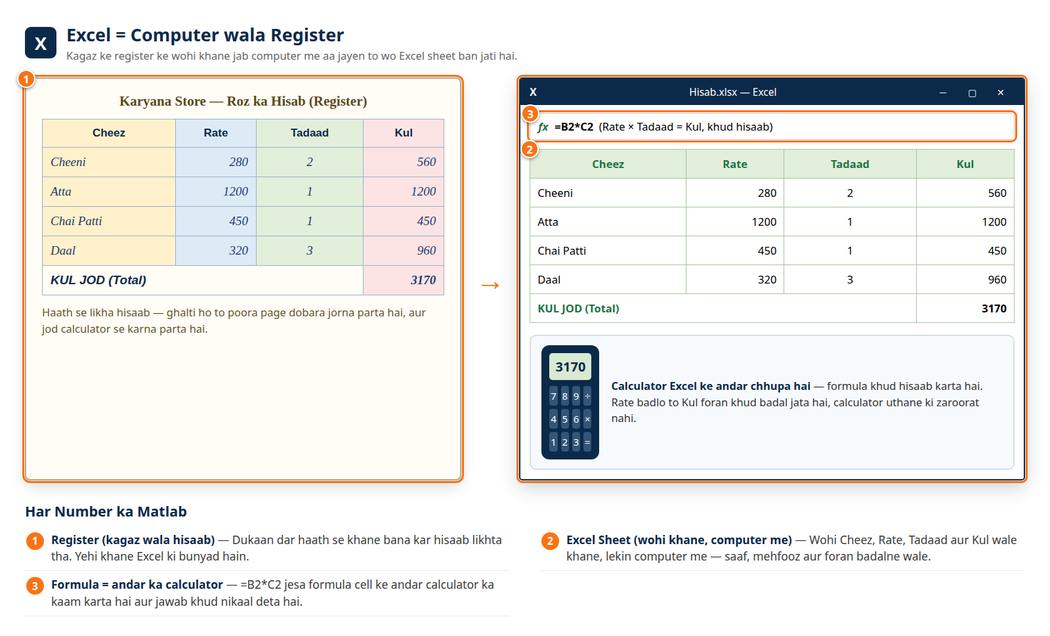 X
Excel = Computer wala Register
Kagaz ke register ke wohi khane jab computer me aa jayen to wo Excel sheet ban jati hai.
1
Karyana Store — Roz ka Hisab (Register)
Cheez Rate Tadaad Kul
Cheeni 280 2 560
Atta 1200 1 1200
Chai Patti 450 1 450
Daal 320 3 960
KUL JOD (Total) 3170
Haath se likha hisaab — ghalti ho to poora page dobara jorna parta hai, aur
jod calculator se karna parta hai.
→
X Hisab.xlsx — Excel — ▢ ✕
3
fx =B2*C2 (Rate × Tadaad = Kul, khud hisaab)
2
Cheez Rate Tadaad Kul
Cheeni 280 2 560
Atta 1200 1 1200
Chai Patti 450 1 450
Daal 320 3 960
KUL JOD (Total) 3170
3170
7 8 9 ÷
4 5 6 ×
1 2 3 =
Calculator Excel ke andar chhupa hai — formula khud hisaab karta hai.
Rate badlo to Kul foran khud badal jata hai, calculator uthane ki zaroorat
nahi.
Har Number ka Matlab
1 Register (kagaz wala hisaab) — Dukaan dar haath se khane bana kar hisaab likhta
tha. Yehi khane Excel ki bunyad hain.
2 Excel Sheet (wohi khane, computer me) — Wohi Cheez, Rate, Tadaad aur Kul wale
khane, lekin computer me — saaf, mehfooz aur foran badalne wale.
3 Formula = andar ka calculator — =B2*C2 jesa formula cell ke andar calculator ka
kaam karta hai aur jawab khud nikaal deta hai.